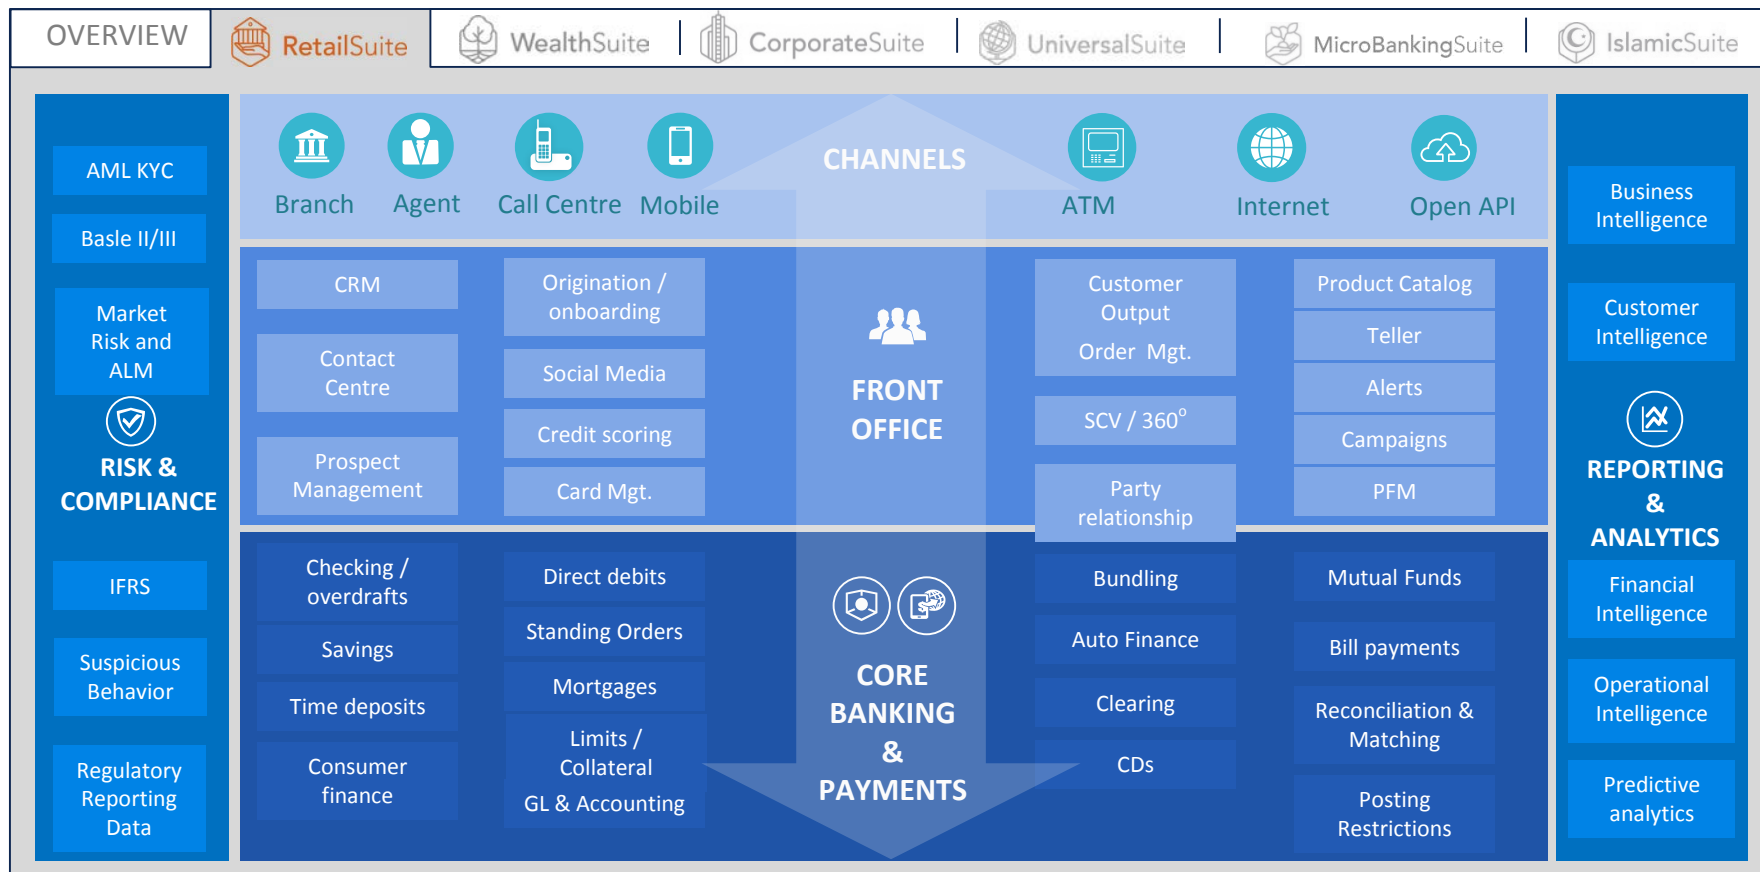 OVERVIEW
RetailSuite
WealthSuite
CorporateSuite
UniversalSuite
MicroBankingSuite
IslamicSuite
AML KYC
Basle II/III
Market
Risk and
ALM
RISK &
COMPLIANCE
IFRS
Suspicious
Behavior
Regulatory
Reporting
Data
Branch
Agent
Call Centre
Mobile
CHANNELS
ATM
Internet
Open API
CRM
Contact
Centre
Prospect
Management
Origination /
onboarding
Social Media
Credit scoring
Card Mgt.
FRONT
OFFICE
Customer
Output
Order Mgt.
SCV / 360°
Party
relationship
Product Catalog
Teller
Alerts
Campaigns
PFM
Checking /
overdrafts
Savings
Time deposits
Consumer
finance
Direct debits
Standing Orders
Mortgages
Limits /
Collateral
GL & Accounting
CORE
BANKING
&
PAYMENTS
Bundling
Auto Finance
Clearing
CDs
Mutual Funds
Bill payments
Reconciliation &
Matching
Posting
Restrictions
Business
Intelligence
Customer
Intelligence
REPORTING
&
ANALYTICS
Financial
Intelligence
Operational
Intelligence
Predictive
analytics